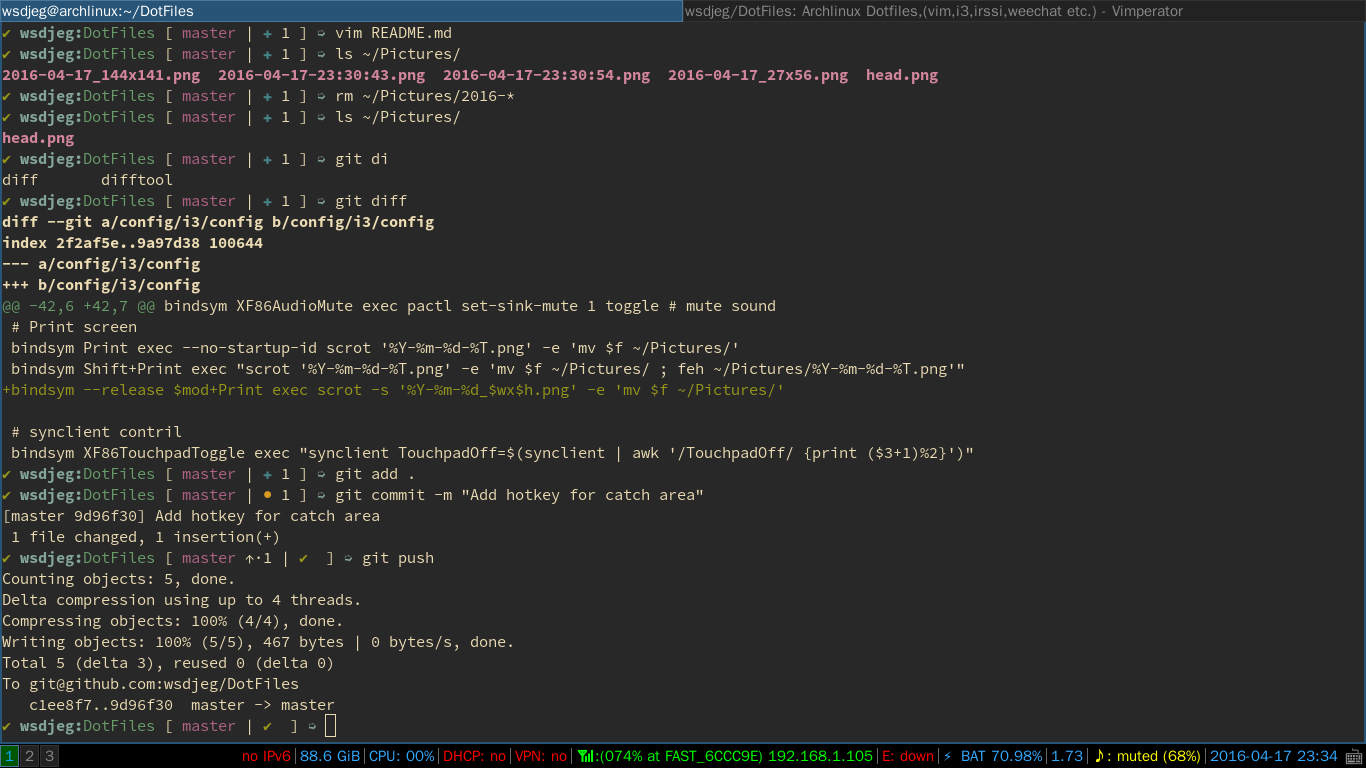 wsdjeg@archlinux:~/DotFiles
wsdjeg/DotFiles: Archlinux Dotfiles,(vim,i3,irssi,weechat etc.) - Vimperator
✔ wsdjeg:DotFiles [ master | + 1 ] ➭ vim README.md
✔ wsdjeg:DotFiles [ master | + 1 ] ➭ ls ~/Pictures/
2016-04-17_144x141.png  2016-04-17-23:30:43.png  2016-04-17-23:30:54.png  2016-04-17_27x56.png  head.png
✔ wsdjeg:DotFiles [ master | + 1 ] ➭ rm ~/Pictures/2016-*
✔ wsdjeg:DotFiles [ master | + 1 ] ➭ ls ~/Pictures/
head.png
✔ wsdjeg:DotFiles [ master | + 1 ] ➭ git di
diff       difftool
✔ wsdjeg:DotFiles [ master | + 1 ] ➭ git diff
diff --git a/config/i3/config b/config/i3/config
index 2f2af5e..9a97d38 100644
--- a/config/i3/config
+++ b/config/i3/config
@@ -42,6 +42,7 @@ bindsym XF86AudioMute exec pactl set-sink-mute 1 toggle # mute sound
 # Print screen
 bindsym Print exec --no-startup-id scrot '%Y-%m-%d-%T.png' -e 'mv $f ~/Pictures/'
 bindsym Shift+Print exec "scrot '%Y-%m-%d-%T.png' -e 'mv $f ~/Pictures/ ; feh ~/Pictures/%Y-%m-%d-%T.png'"
+bindsym --release $mod+Print exec scrot -s '%Y-%m-%d_$wx$h.png' -e 'mv $f ~/Pictures/'
 # synclient contril
 bindsym XF86TouchpadToggle exec "synclient TouchpadOff=$(synclient | awk '/TouchpadOff/ {print ($3+1)%2}')"
✔ wsdjeg:DotFiles [ master | + 1 ] ➭ git add .
✔ wsdjeg:DotFiles [ master | ● 1 ] ➭ git commit -m "Add hotkey for catch area"
[master 9d96f30] Add hotkey for catch area
 1 file changed, 1 insertion(+)
✔ wsdjeg:DotFiles [ master ↑·1 | ✔  ] ➭ git push
Counting objects: 5, done.
Delta compression using up to 4 threads.
Compressing objects: 100% (4/4), done.
Writing objects: 100% (5/5), 467 bytes | 0 bytes/s, done.
Total 5 (delta 3), reused 0 (delta 0)
To git@github.com:wsdjeg/DotFiles
   c1ee8f7..9d96f30  master -> master
✔ wsdjeg:DotFiles [ master | ✔  ] ➭
1 2 3 no IPv6|88.6 GiB|CPU: 00%|DHCP: no|VPN: no|:(074% at FAST_6CCC9E) 192.168.1.105|E: down|⚡ BAT 70.98%|1.73|♪: muted (68%)|2016-04-17 23:34